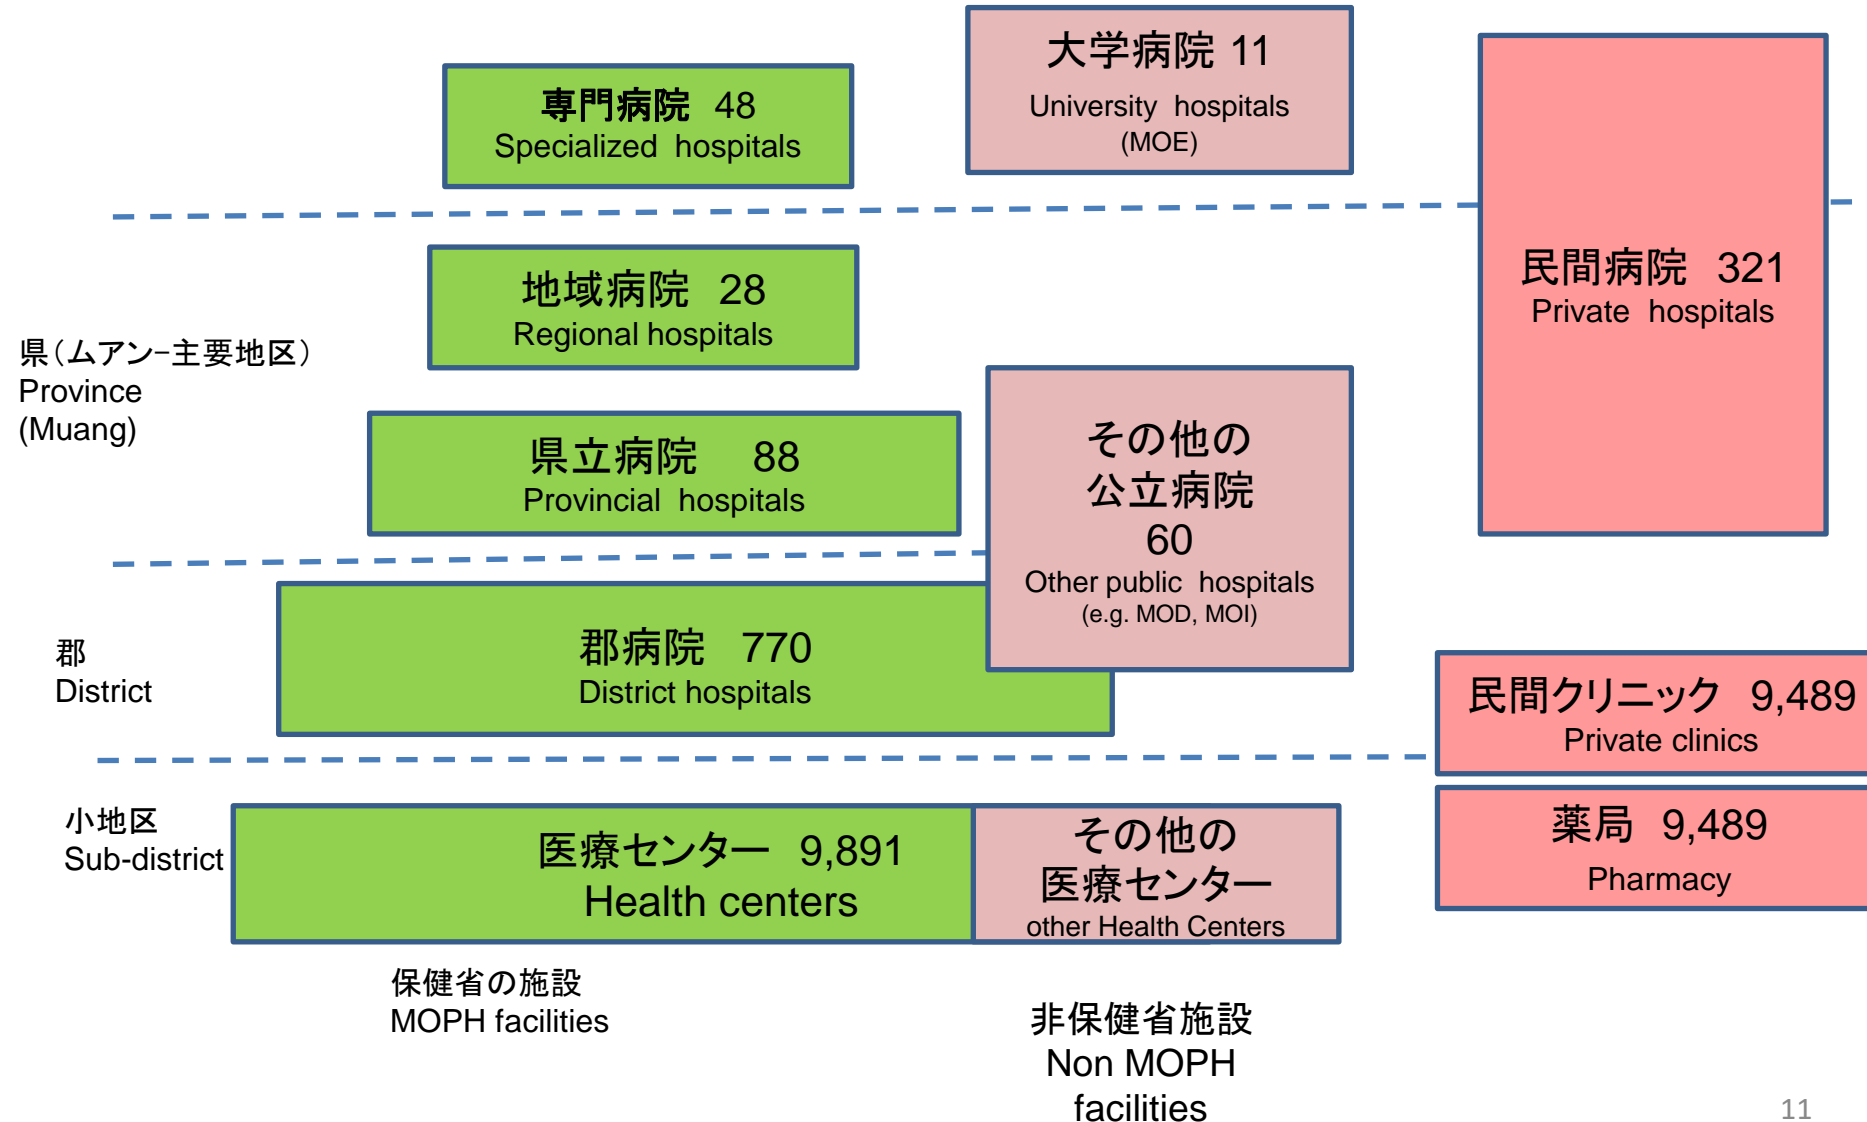 専門病院 48
Specialized hospitals
大学病院 11
University hospitals
(MOE)
民間病院 321
Private hospitals
県（ムアン−主要地区）
Province
(Muang)
地域病院 28
Regional hospitals
県立病院 88
Provincial hospitals
その他の
公立病院
60
Other public hospitals
(e.g. MOD, MOI)
郡
District
郡病院 770
District hospitals
民間クリニック 9,489
Private clinics
小地区
Sub-district
医療センター 9,891
Health centers
その他の
医療センター
other Health Centers
薬局 9,489
Pharmacy
保健省の施設
MOPH facilities
非保健省施設
Non MOPH
facilities
11